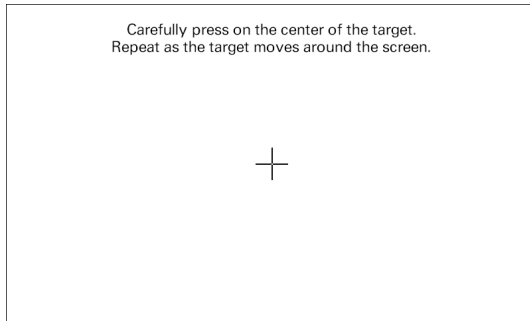 Carefully press on the center of the target.
Repeat as the target moves around the screen.